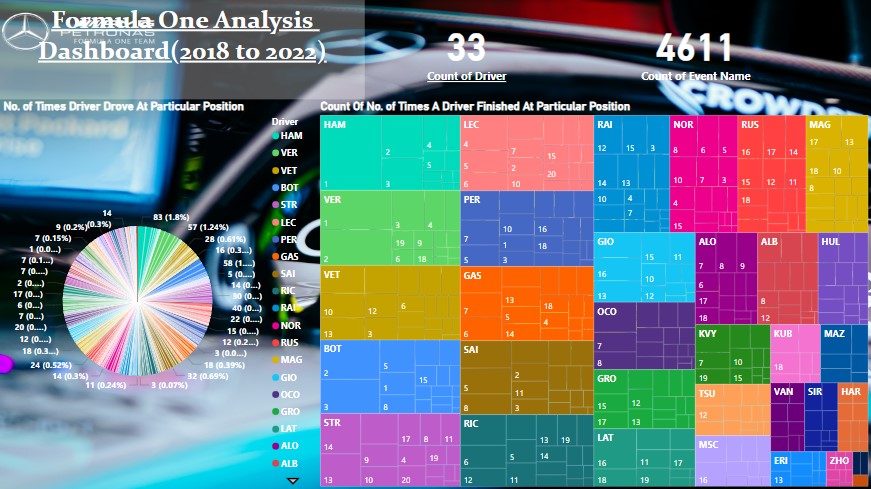 Formula One Analysis
Dashboard(2018 to 2022)
PETRONAS
FORMULA ONE TEAM
33
Count of Driver
4611
Count of Event Name
CROWD
No. of Times Driver Drove At Particular Position
14
(0.3%)
83 (1.8%)
9 (0.2%)
57 (1.24%)
7 (0.15%)
28 (0.61%)
1 (0.0...)
16 (0.3...)
7 (0.1...)
58 (1....)
7 (0....)
5 (0....)
2 (0....)
14 (0...)
17 (0...)
30 (0...)
6 (0...)
40 (0...)
7 (0...)
22 (0...)
20 (0...)
15 (0...)
12 (0...)
12 (0.2...)
18 (0.3...)
3 (0.0...)
24 (0.52%)
18 (0.39%)
14 (0.3%)
32 (0.69%)
11 (0.24%)
3 (0.07%)
Driver
HAM
VER
VET
BOT
STR
LEC
PER
GAS
SAI
RIC
RAI
NOR
RUS
MAG
GIO
OCO
GRO
LAT
ALO
ALB
Count Of No. of Times A Driver Finished At Particular Position
HAM
2 4
5
1 3
VER
1 3 4
19 9
2 6 18
VET
10 12 6
13 3
BOT
2 5
15
3 1 8
STR
14 17 8 11
9 4 19
13 10 20
LEC
4 7 15
5 2 20
6 10
PER
5 10 16
7 1 18
3
GAS
7 13 18
5 4
6 14
SAI
5 2
11
8 3
RIC
13 19
12 5 14
6 11
RAI
12 15 3
14 13
10 4
7
NOR
8 6 5
10 7 3
4
15
RUS
16 17 14
15 12 11
18
MAG
17 13
18 8
10
GIO
15 11
16 10
13 12
OCO
7
8
GRO
15 12
17 13
LAT
16 11 17
18 19
ALO
7 8 9
6
17
18
ALB
8
12
HUL
KVY
7 10
19 15
KUB
18
MAZ
TSU
12
VAN
SIR
HAR
MSC
16
ERI
13
ZHO